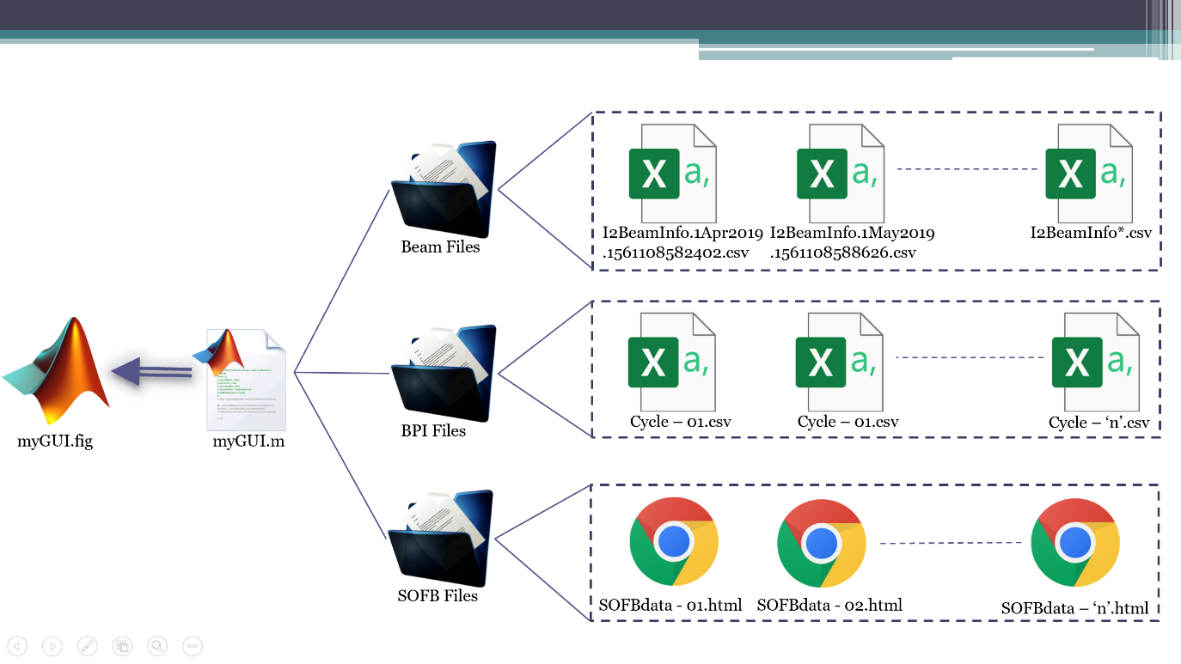 I2BeamInfo.1Apr2019
.1561108582402.csv
I2BeamInfo.1May2019
.1561108588626.csv
I2BeamInfo*.csv
Beam Files
X a,
X a,
X a,
myGUI.fig
myGUI.m
BPI Files
X a,
X a,
X a,
Cycle – 01.csv
Cycle – 01.csv
Cycle – ‘n’.csv
SOFB Files
SOFBdata - 01.html
SOFBdata - 02.html
SOFBdata – ‘n’.html